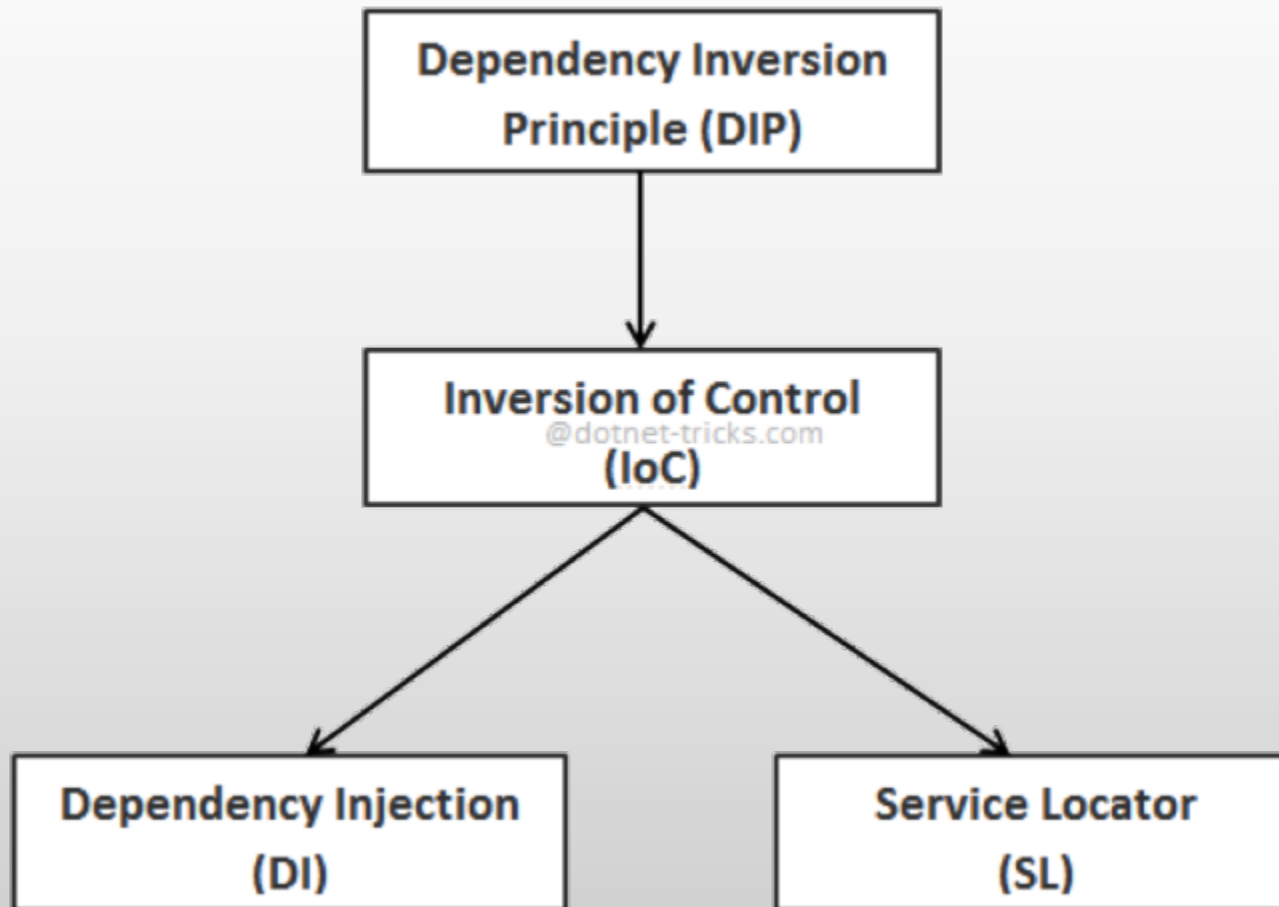 Dependency Inversion
Principle (DIP)
Inversion of Control
@dotnet-tricks.com
(IoC)
Dependency Injection
(DI)
Service Locator
(SL)